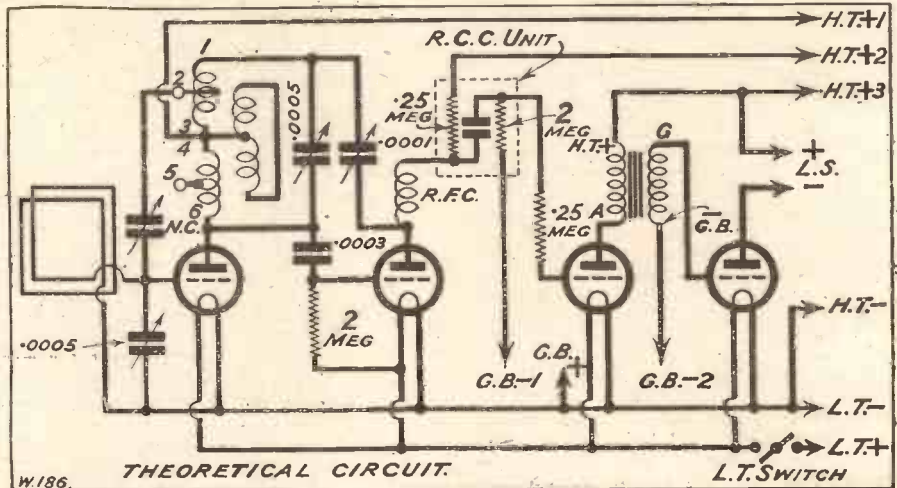 H.T.+1
R.C.C. UNIT
H.T.+2
1
2
3
4
5
6
.0005
.0001
.25 MEG
2 MEG
H.T.+3
H.T.+
G
+
L.S.
-
R.F.C.
N.C.
.0003
.25 MEG
A
- G.B.
2 MEG
.0005
G.B.+
G.B.-1
G.B.-2
H.T.-
L.T.-
L.T.+
L.T. SWITCH
THEORETICAL CIRCUIT.
W.186.